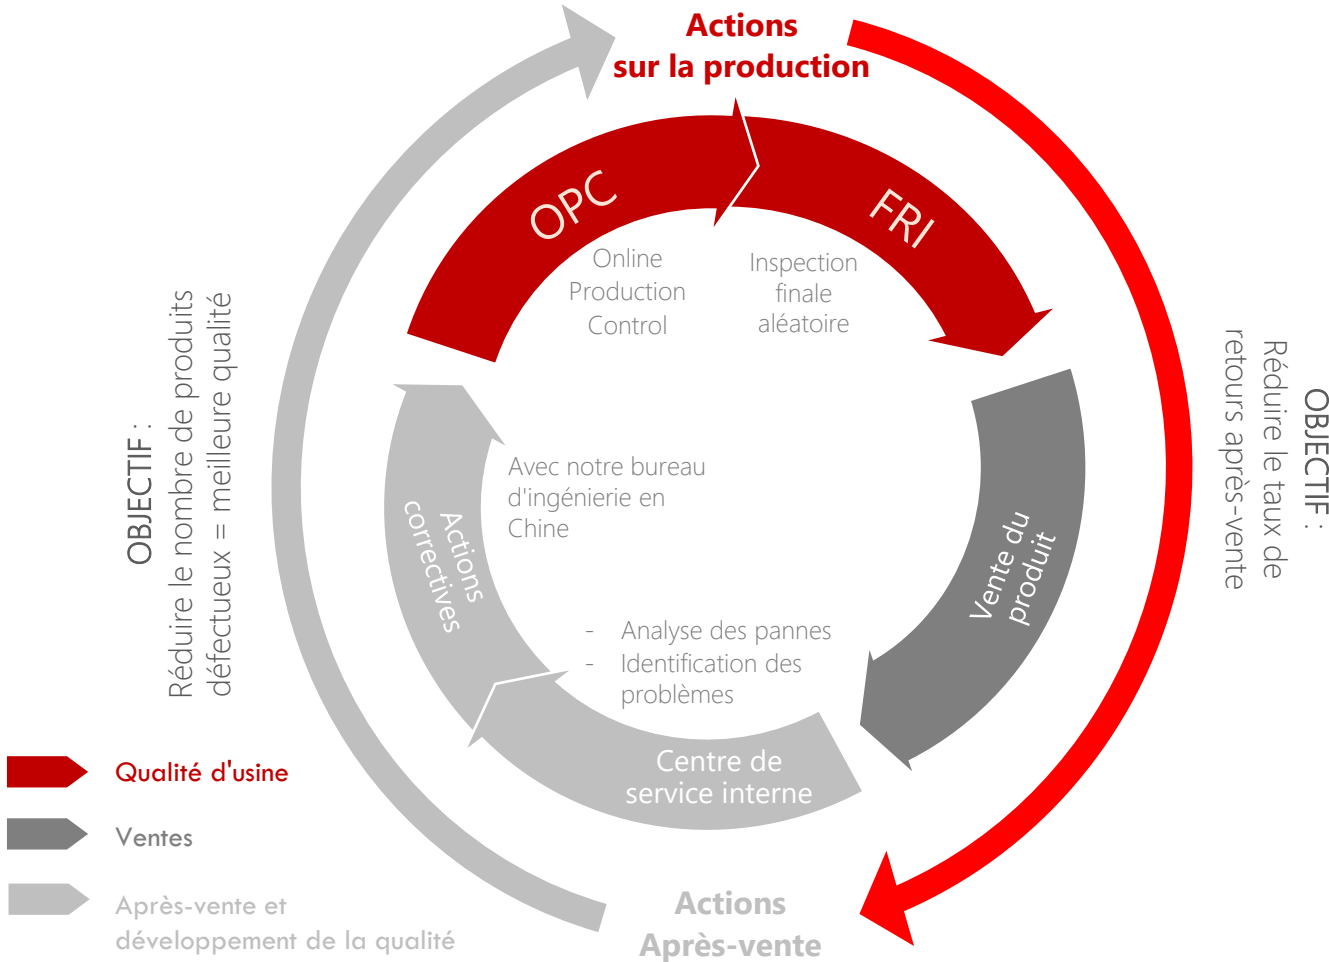 Actions
sur la production
OPC
FRI
Online
Production
Control
Inspection
finale
aléatoire
OBJECTIF :
Réduire le taux de
retours après-vente
Vente du
produit
OBJECTIF :
Réduire le nombre de produits
défectueux = meilleure qualité
Actions
correctives
Avec notre bureau
d'ingénierie en
Chine
- Analyse des pannes
- Identification des
problèmes
Centre de
service interne
Actions
Après-vente
Qualité d'usine
Ventes
Après-vente et
développement de la qualité